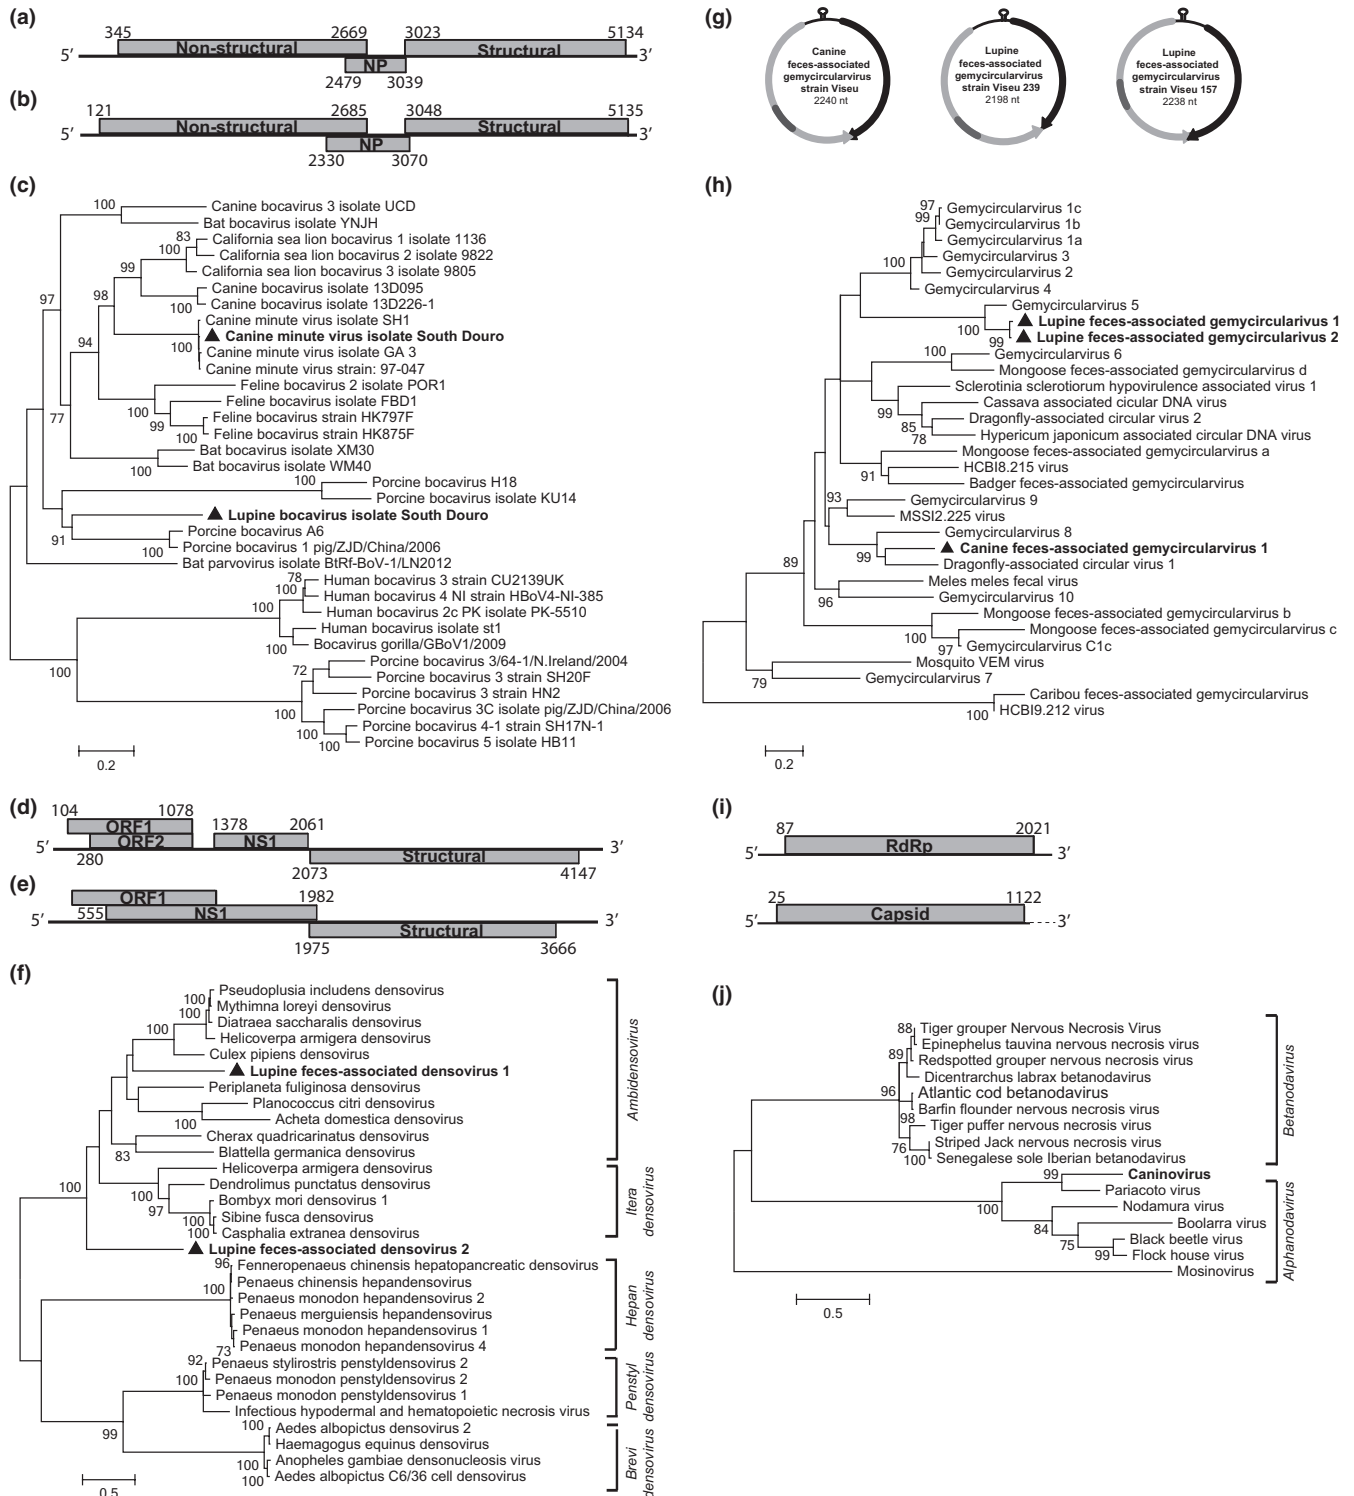 (a)
345
2669
3023
5134
5′
Non-structural
Structural
3′
NP
2479
3039
(b)
121
2685
3048
5135
5′
Non-structural
Structural
3′
NP
2330
3070
(c)
100
Canine bocavirus 3 isolate UCD
Bat bocavirus isolate YNJH
83
California sea lion bocavirus 1 isolate 1136
100
California sea lion bocavirus 2 isolate 9822
99
California sea lion bocavirus 3 isolate 9805
Canine bocavirus isolate 13D095
97
98
100
Canine bocavirus isolate 13D226-1
Canine minute virus isolate SH1
94
100
Canine minute virus isolate South Douro
Canine minute virus isolate GA 3
Canine minute virus strain: 97-047
Feline bocavirus 2 isolate POR1
77
100
Feline bocavirus isolate FBD1
99
Feline bocavirus strain HK797F
100
Feline bocavirus strain HK875F
Bat bocavirus isolate XM30
100
Bat bocavirus isolate WM40
100
Porcine bocavirus H18
Porcine bocavirus isolate KU14
Lupine bocavirus isolate South Douro
91
Porcine bocavirus A6
100
Porcine bocavirus 1 pig/ZJD/China/2006
Bat parvovirus isolate BtRf-BoV-1/LN2012
78
Human bocavirus 3 strain CU2139UK
100
Human bocavirus 4 NI strain HBoV4-NI-385
100
Human bocavirus 2c PK isolate PK-5510
Human bocavirus isolate st1
100
Bocavirus gorilla/GBoV1/2009
100
72
Porcine bocavirus 3/64-1/N.Ireland/2004
Porcine bocavirus 3 strain SH20F
Porcine bocavirus 3 strain HN2
100
Porcine bocavirus 3C isolate pig/ZJD/China/2006
100
Porcine bocavirus 4-1 strain SH17N-1
100
Porcine bocavirus 5 isolate HB11
0.2
(d)
104
1078
1378
2061
ORF1
ORF2
NS1
5′
3′
280
Structural
2073
4147
(e)
ORF1
1982
555
NS1
5′
3′
Structural
1975
3666
(f)
Pseudoplusia includens densovirus
100
Mythimna loreyi densovirus
100
Diatraea saccharalis densovirus
100
Helicoverpa armigera densovirus
Culex pipiens densovirus
Lupine feces-associated densovirus 1
Periplaneta fuliginosa densovirus
Planococcus citri densovirus
100
Acheta domestica densovirus
Cherax quadricarinatus densovirus
83
Blattella germanica densovirus
Ambidensovirus
Helicoverpa armigera densovirus
100
100
Dendrolimus punctatus densovirus
97
Bombyx mori densovirus 1
100
Sibine fusca densovirus
100
Casphalia extranea densovirus
Itera
densovirus
Lupine feces-associated densovirus 2
96
Fenneropenaeus chinensis hepatopancreatic densovirus
100
Penaeus chinensis hepandensovirus
Penaeus monodon hepandensovirus 2
Penaeus merguiensis hepandensovirus
Penaeus monodon hepandensovirus 1
73
Penaeus monodon hepandensovirus 4
Hepan
densovirus
92
Penaeus stylirostris penstyldensovirus 2
100
Penaeus monodon penstyldensovirus 2
Penaeus monodon penstyldensovirus 1
Infectious hypodermal and hematopoietic necrosis virus
Penstyl
densovirus
99
100
Aedes albopictus densovirus 2
Haemagogus equinus densovirus
100
Anopheles gambiae densonucleosis virus
100
Aedes albopictus C6/36 cell densovirus
Brevi
densovirus
0.5
(g)
Canine
feces-associated
gemycircularvirus
strain Viseu
2240 nt
Lupine
feces-associated
gemycircularvirus
strain Viseu 239
2198 nt
Lupine
feces-associated
gemycircularvirus
strain Viseu 157
2238 nt
(h)
97
Gemycircularvirus 1c
99
Gemycircularvirus 1b
Gemycircularvirus 1a
Gemycircularvirus 3
100
Gemycircularvirus 2
Gemycircularvirus 4
Gemycircularvirus 5
100
Lupine feces-associated gemycircularivus 1
99
Lupine feces-associated gemycircularivus 2
100
Gemycircularvirus 6
Mongoose feces-associated gemycircularvirus d
Sclerotinia sclerotiorum hypovirulence associated virus 1
99
Cassava associated cicular DNA virus
85
Dragonfly-associated circular virus 2
78
Hypericum japonicum associated circular DNA virus
Mongoose feces-associated gemycircularvirus a
91
HCBI8.215 virus
Badger feces-associated gemycircularvirus
93
Gemycircularvirus 9
MSSI2.225 virus
Gemycircularvirus 8
99
Canine feces-associated gemycircularvirus 1
Dragonfly-associated circular virus 1
89
Meles meles fecal virus
96
Gemycircularvirus 10
Mongoose feces-associated gemycircularvirus b
100
Mongoose feces-associated gemycircularvirus c
97
Gemycircularvirus C1c
Mosquito VEM virus
79
Gemycircularvirus 7
Caribou feces-associated gemycircularvirus
100
HCBI9.212 virus
0.2
(i)
87
2021
RdRp
5′
3′
25
1122
Capsid
5′
3′
(j)
88
Tiger grouper Nervous Necrosis Virus
Epinephelus tauvina nervous necrosis virus
89
Redspotted grouper nervous necrosis virus
Dicentrarchus labrax betanodavirus
96
Atlantic cod betanodavirus
Barfin flounder nervous necrosis virus
98
Tiger puffer nervous necrosis virus
76
Striped Jack nervous necrosis virus
100
Senegalese sole Iberian betanodavirus
Betanodavirus
99
Caninovirus
Pariacoto virus
100
Nodamura virus
84
Boolarra virus
75
Black beetle virus
99
Flock house virus
Mosinovirus
Alphanodavirus
0.5